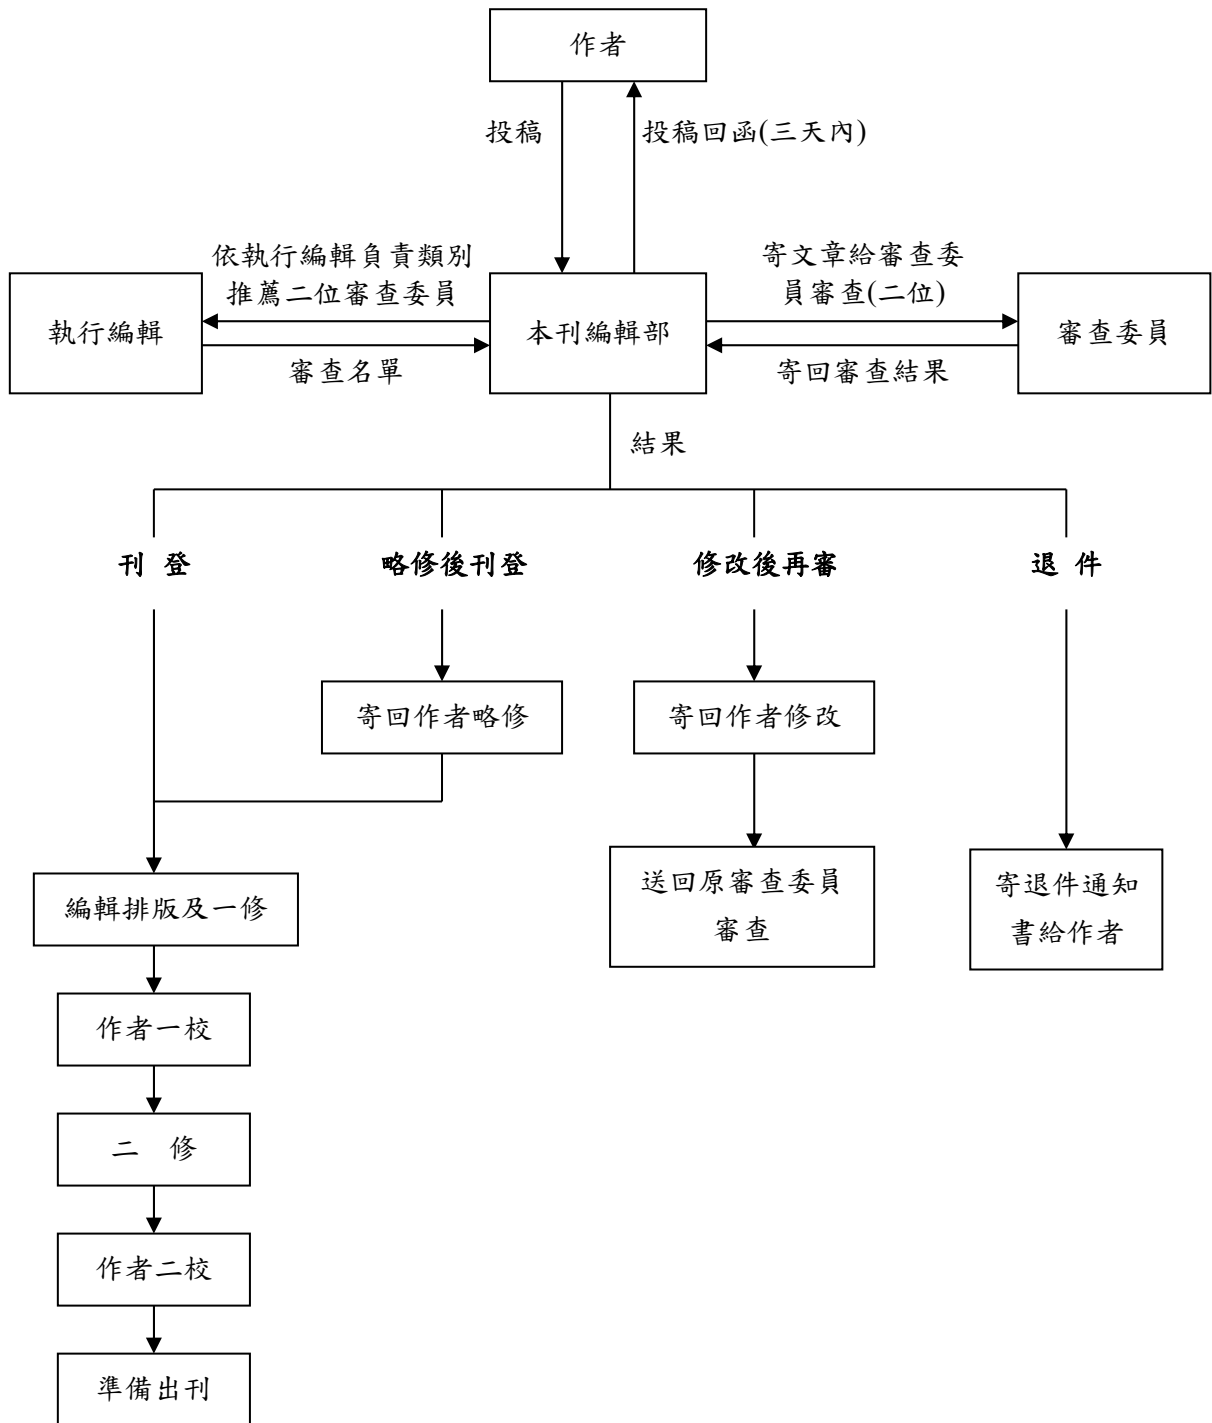 作者
投稿
投稿回函(三天內)
依執行編輯負責類別
推薦二位審查委員
寄文章給審查委
員審查(二位)
執行編輯
本刊編輯部
審查委員
審查名單
寄回審查結果
結果
刊 登
略修後刊登
修改後再審
退 件
寄回作者略修
寄回作者修改
編輯排版及一修
送回原審查委員
審查
寄退件通知
書給作者
作者一校
二 修
作者二校
準備出刊